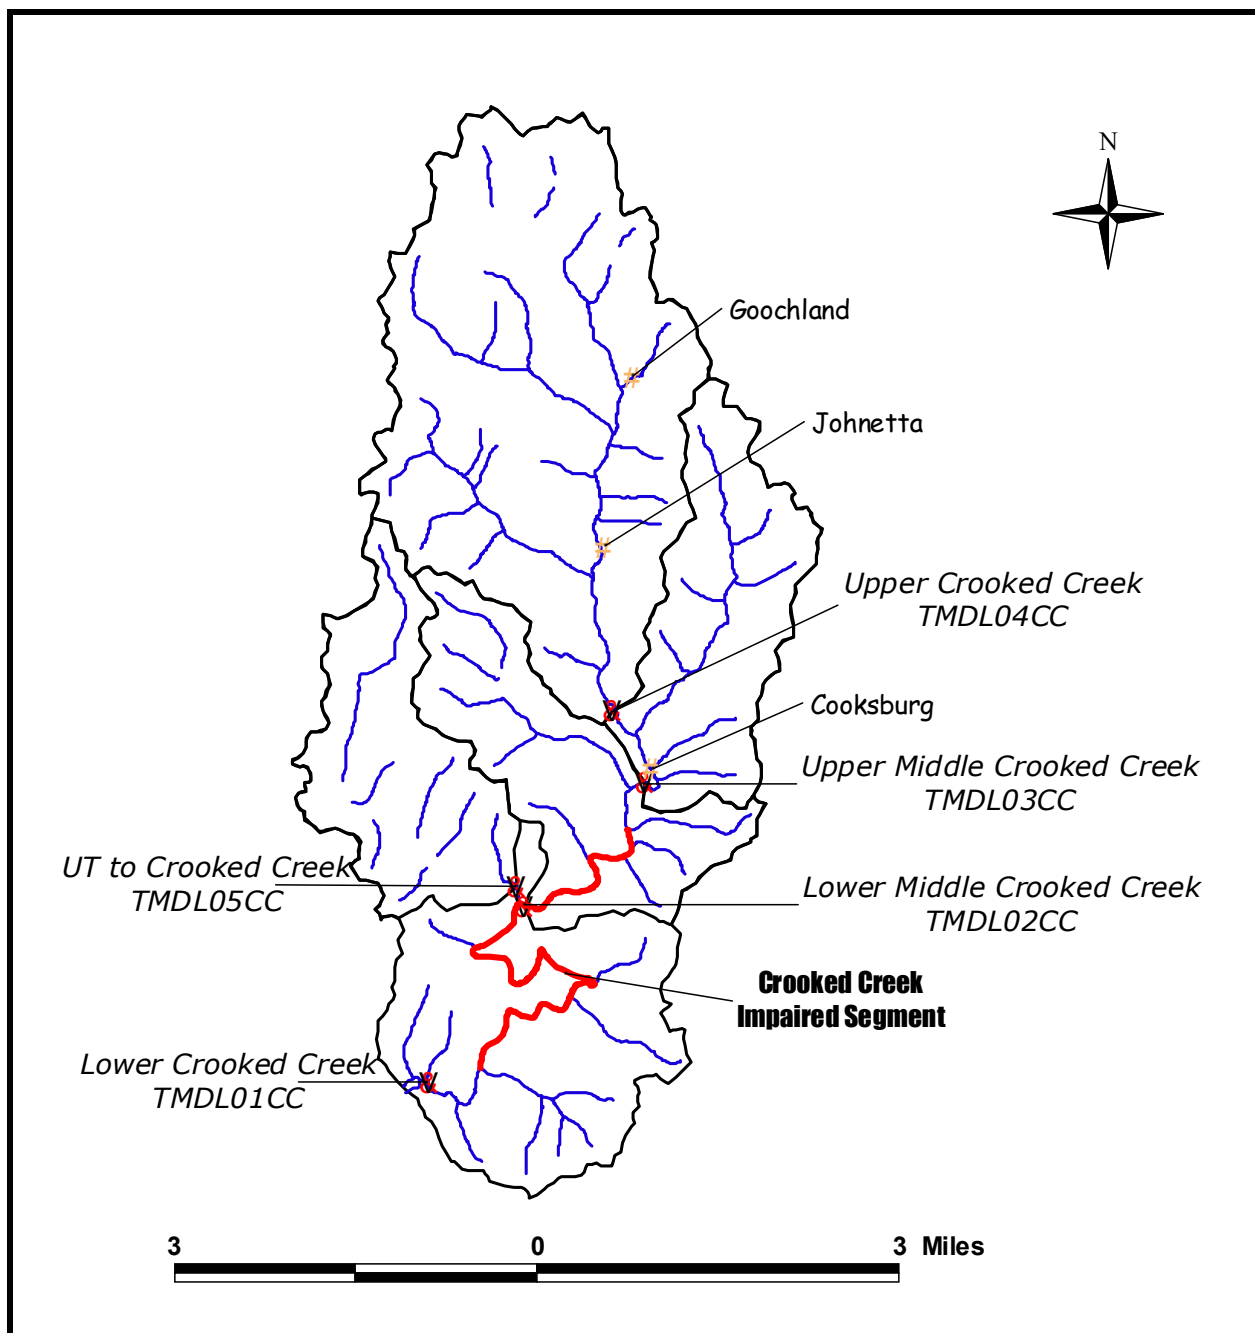 N
Goochland
Johnetta
Upper Crooked Creek
TMDL04CC
Cooksburg
Upper Middle Crooked Creek
TMDL03CC
UT to Crooked Creek
TMDL05CC
Lower Middle Crooked Creek
TMDL02CC
Crooked Creek
Impaired Segment
Lower Crooked Creek
TMDL01CC
3 0 3 Miles